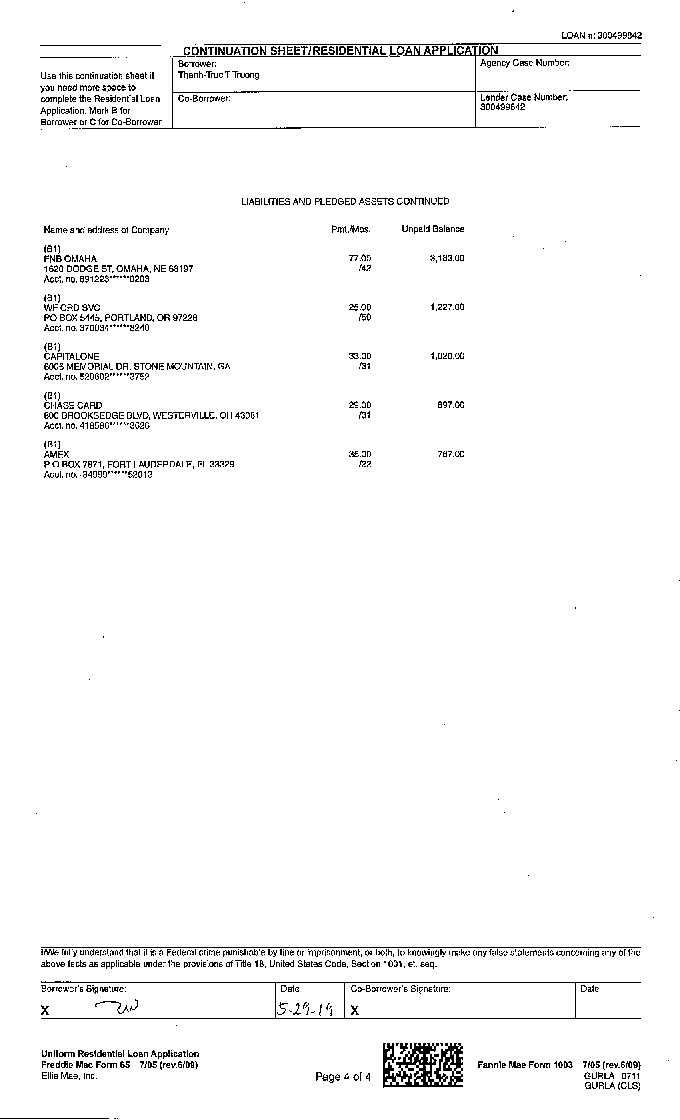 LOAN #: 300499842
CONTINUATION SHEET/RESIDENTIAL LOAN APPLICATION
Use this continuation sheet if
you need more space to
complete the Residential Loan
Application. Mark B for
Borrower or C for Co-Borrower
Borrower:
Thanh-Truc T Truong
Agency Case Number:
Co-Borrower:
Lender Case Number:
300499842
LIABILITIES AND PLEDGED ASSETS CONTINUED
Name and address of Company Pmt./Mos. Unpaid Balance
(B1)
FNB OMAHA 77.00 3,183.00
1620 DODGE ST, OMAHA, NE 68197 /42
Acct. no. 691223******0203
(B1)
WF CRD SVC 25.00 1,227.00
PO BOX 5445, PORTLAND, OR 97228 /50
Acct. no. 370034******8240
(B1)
CAPITALONE 33.00 1,020.00
MEMORIAL DR, STONE MOUNTAIN, GA /31
Acct. no. 520602******3752
(B1)
CHASE CARD 29.00 897.00
800 BROOKSEDGE BLVD, WESTERVILLE, OH 43081 /31
Acct. no.
(B1)
AMEX 35.00 767.00
P O BOX 7871, FORT LAUDERDALE, FL 33329 /22
Acct. no. -34999******52013
I/We fully understand that it is a Federal crime punishable by fine or imprisonment, or both, to knowingly make any false statements concerning any of the
above facts as applicable under the provisions of Title 18, United States Code, Section 1001, et. seq.
Borrower's Signature: Date Co-Borrower's Signature: Date
X 5-29-19 X
Uniform Residential Loan Application
Freddie Mac Form 65 7/05 (rev.6/09)
Ellie Mae, Inc.
Page 4 of 4
Fannie Mae Form 1003 7/05 (rev.6/09)
GURLA 0711
GURLA (CLS)